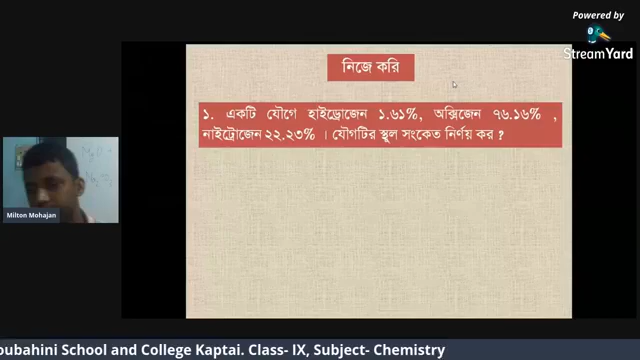 Powered by
StreamYard
নিজে করি
১. একটি যৌগে হাইড্রোজেন ১.৬১%, অক্সিজেন ৭৬.১৬% ,
নাইট্রোজেন ২২.২৩% । যৌগটির স্থূল সংকেত নির্ণয় কর ?
Milton Mohajan
oubahini School and College Kaptai. Class- IX, Subject- Chemistry